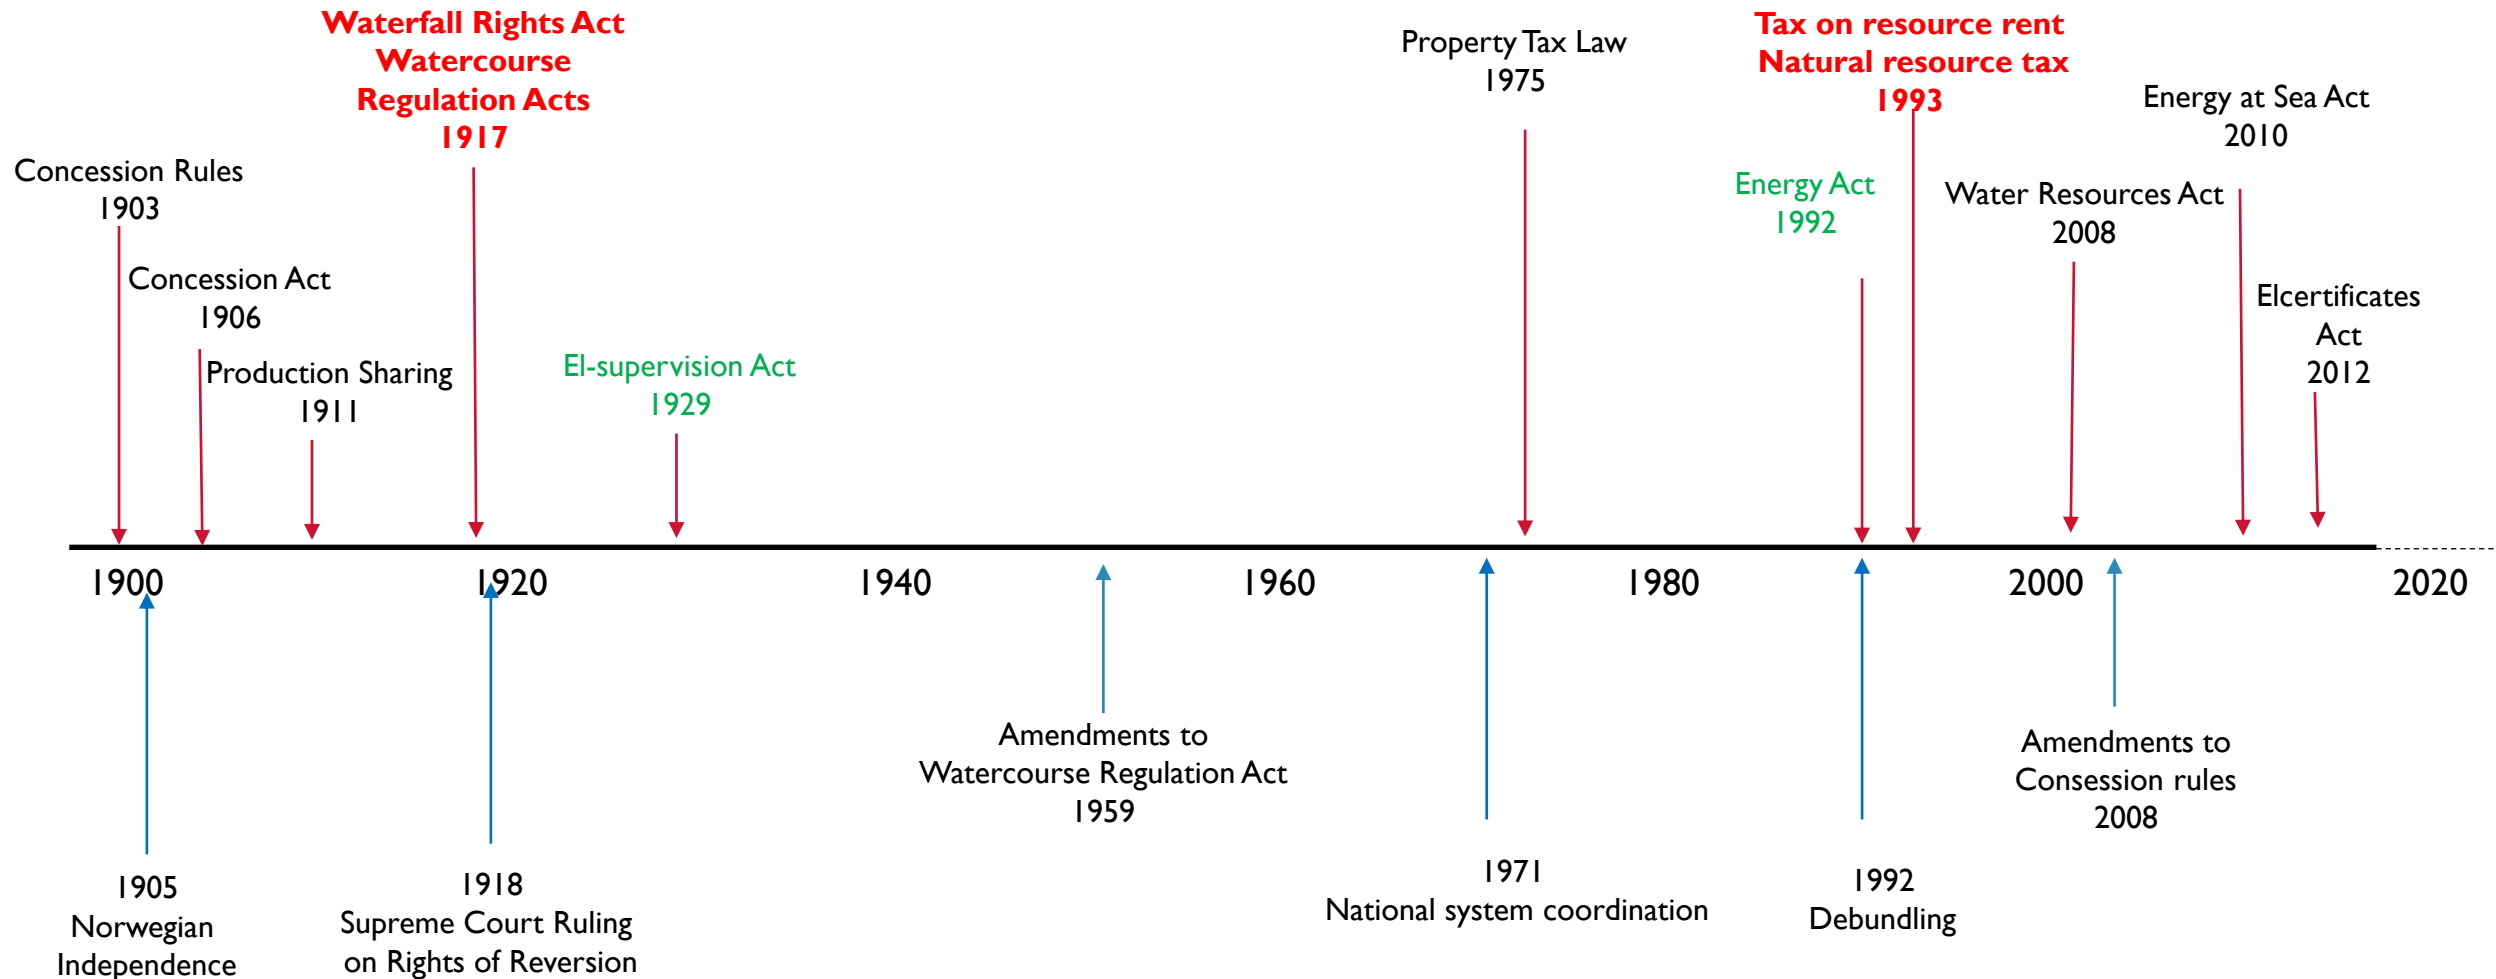 Waterfall Rights Act
Watercourse
Regulation Acts
1917
Property Tax Law
1975
Tax on resource rent
Natural resource tax
1993
Energy at Sea Act
2010
Concession Rules
1903
Energy Act
1992
Water Resources Act
2008
Concession Act
1906
Elcertificates
Act
2012
Production Sharing
1911
El-supervision Act
1929
1900
1920
1940
1960
1980
2000
2020
Amendments to
Watercourse Regulation Act
1959
Amendments to
Consession rules
2008
1905
Norwegian
Independence
1918
Supreme Court Ruling
on Rights of Reversion
1971
National system coordination
1992
Debundling